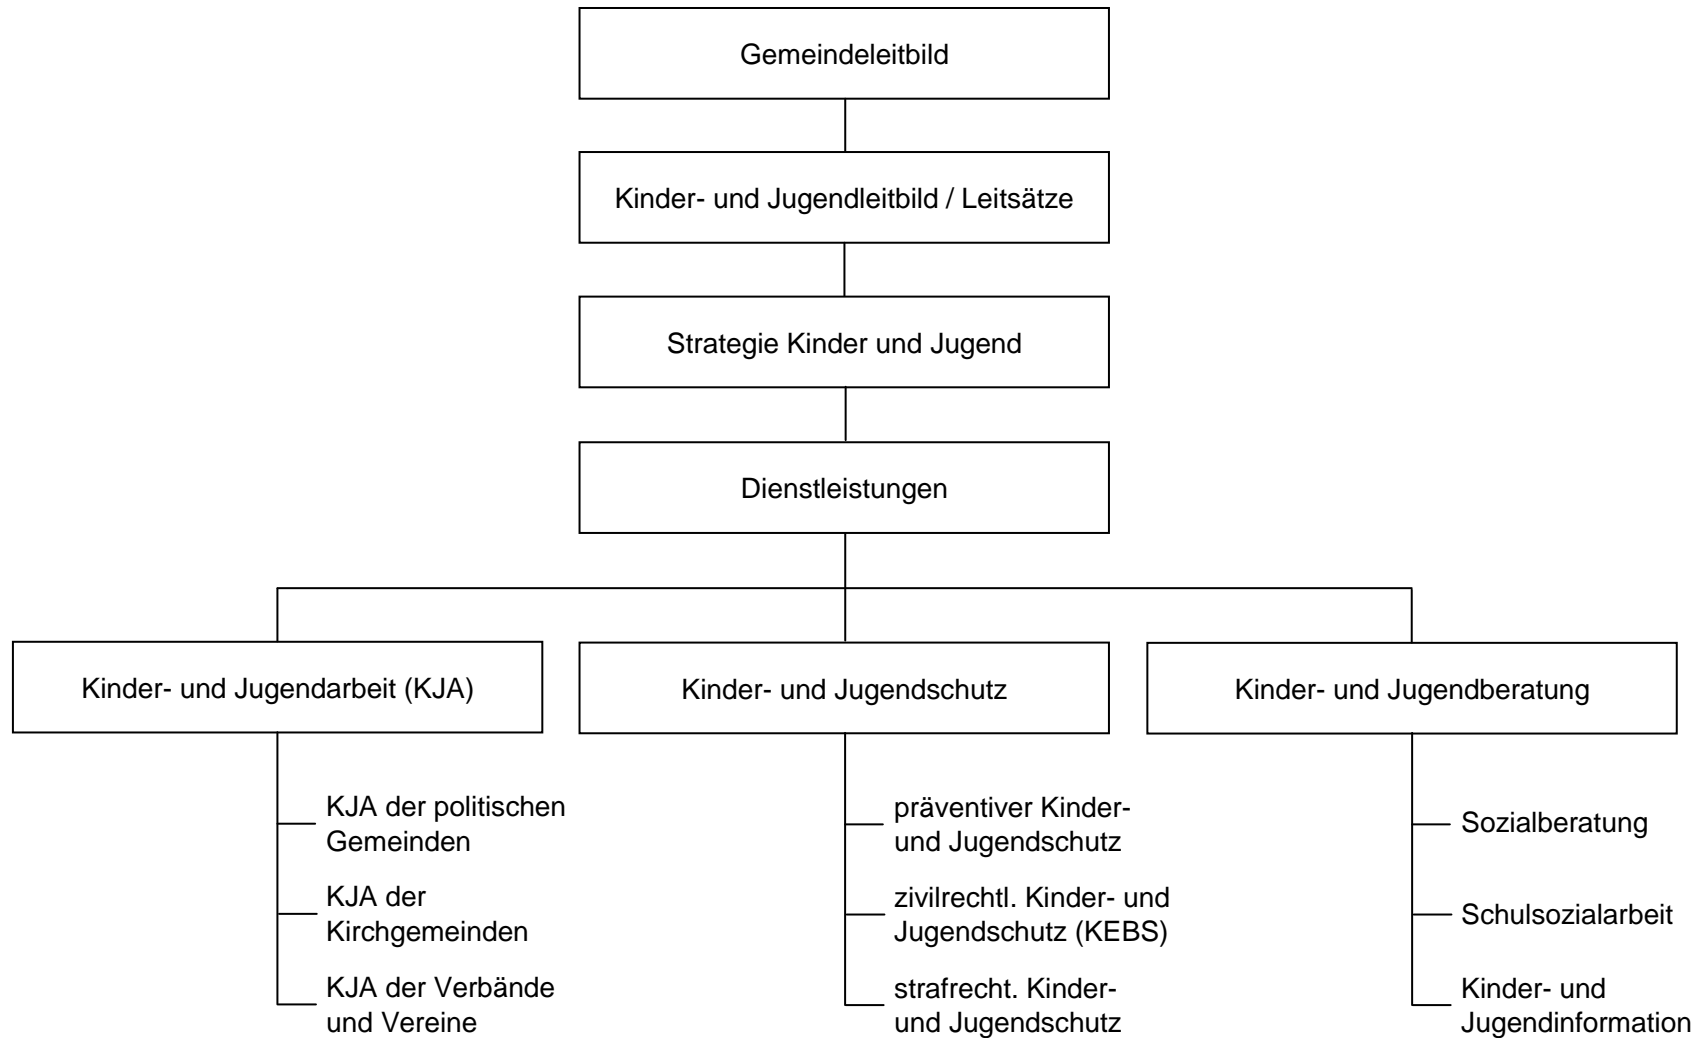 Gemeindeleitbild
Kinder- und Jugendleitbild / Leitsätze
Strategie Kinder und Jugend
Dienstleistungen
Kinder- und Jugendarbeit (KJA)
KJA der politischen
Gemeinden
KJA der
Kirchgemeinden
KJA der Verbände
und Vereine
Kinder- und Jugendschutz
präventiver Kinder-
und Jugendschutz
zivilrechtl. Kinder- und
Jugendschutz (KEBS)
strafrecht. Kinder-
und Jugendschutz
Kinder- und Jugendberatung
Sozialberatung
Schulsozialarbeit
Kinder- und
Jugendinformation